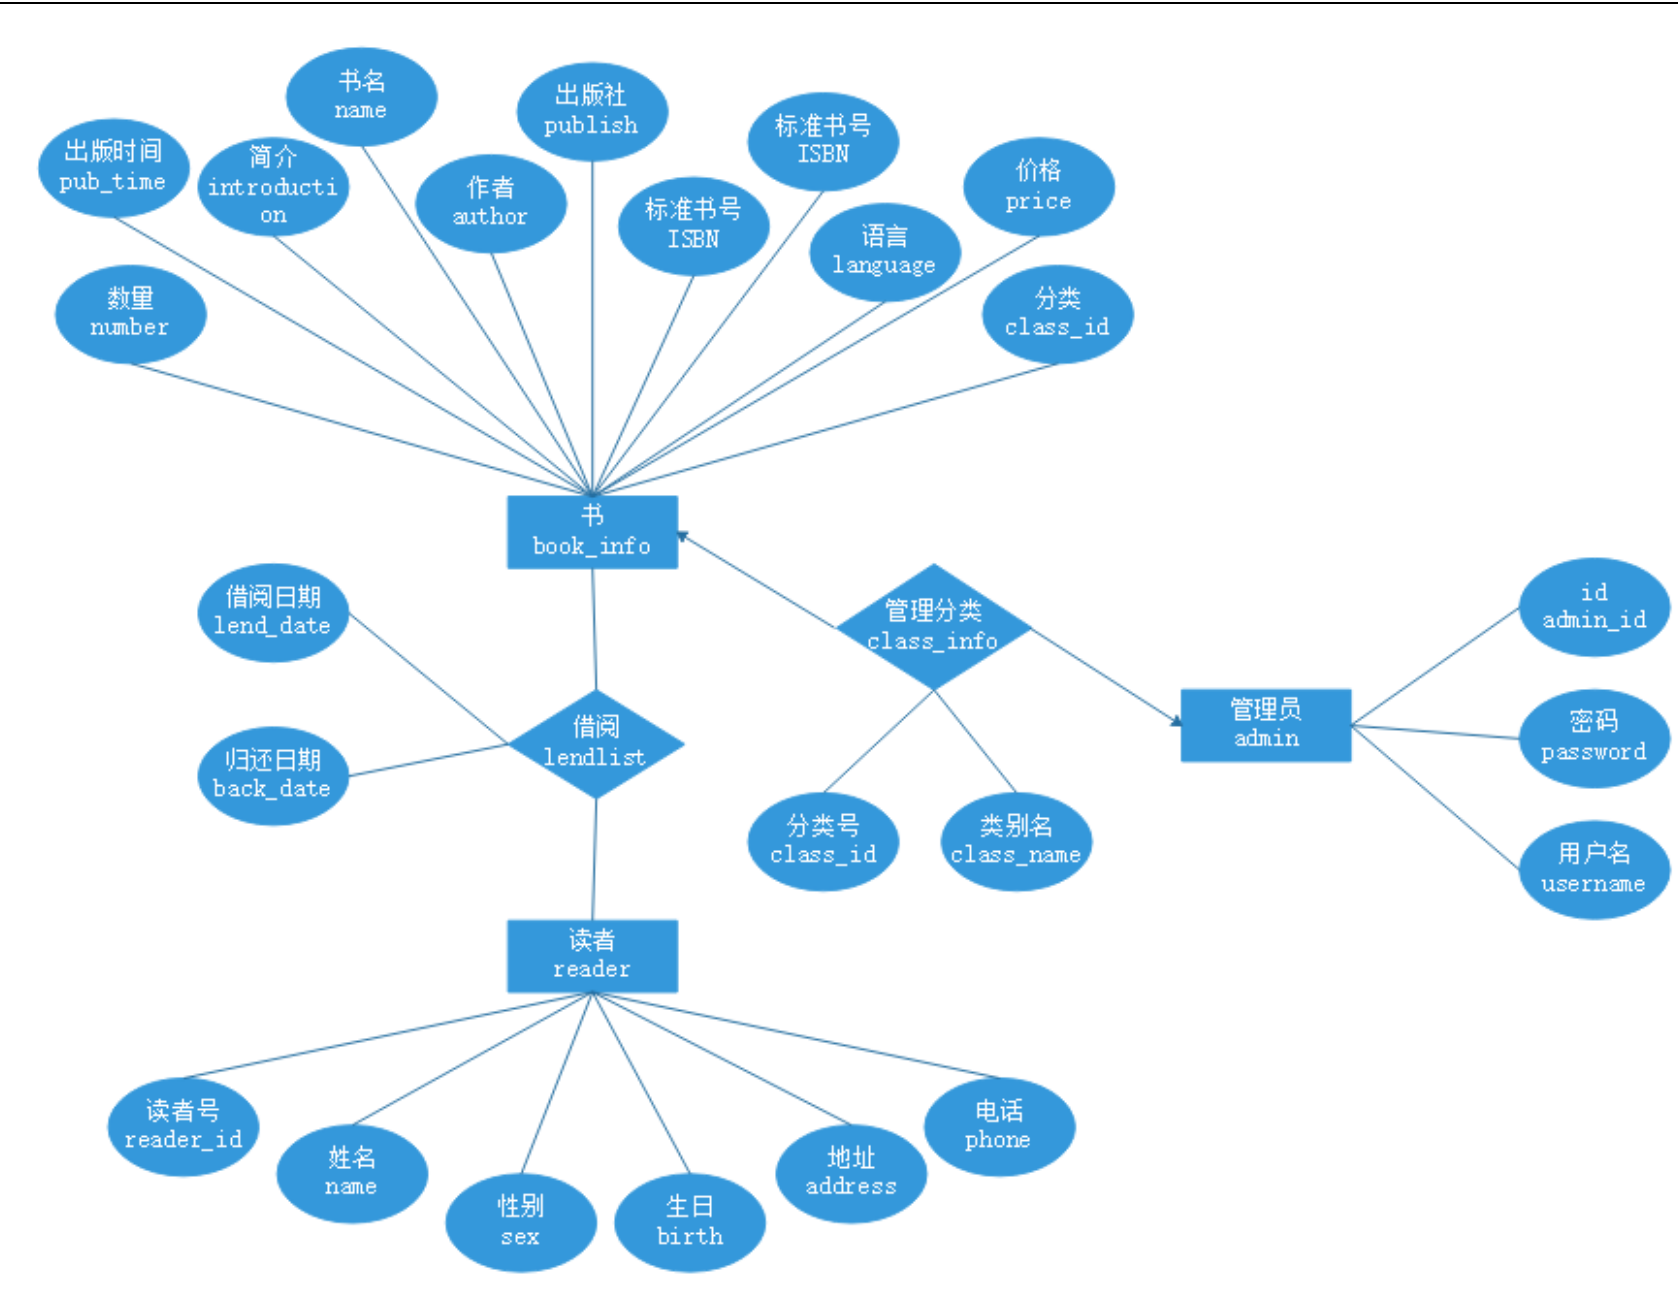 书名
name
出版社
publish
标准书号
ISBN
出版时间
pub_time
简介
introducti
on
作者
author
标准书号
ISBN
价格
price
语言
language
数量
number
分类
class_id
书
book_info
借阅日期
lend_date
管理分类
class_info
id
admin_id
借阅
lendlist
管理员
admin
密码
password
归还日期
back_date
分类号
class_id
类别名
class_name
用户名
username
读者
reader
读者号
reader_id
姓名
name
性别
sex
生日
birth
地址
address
电话
phone